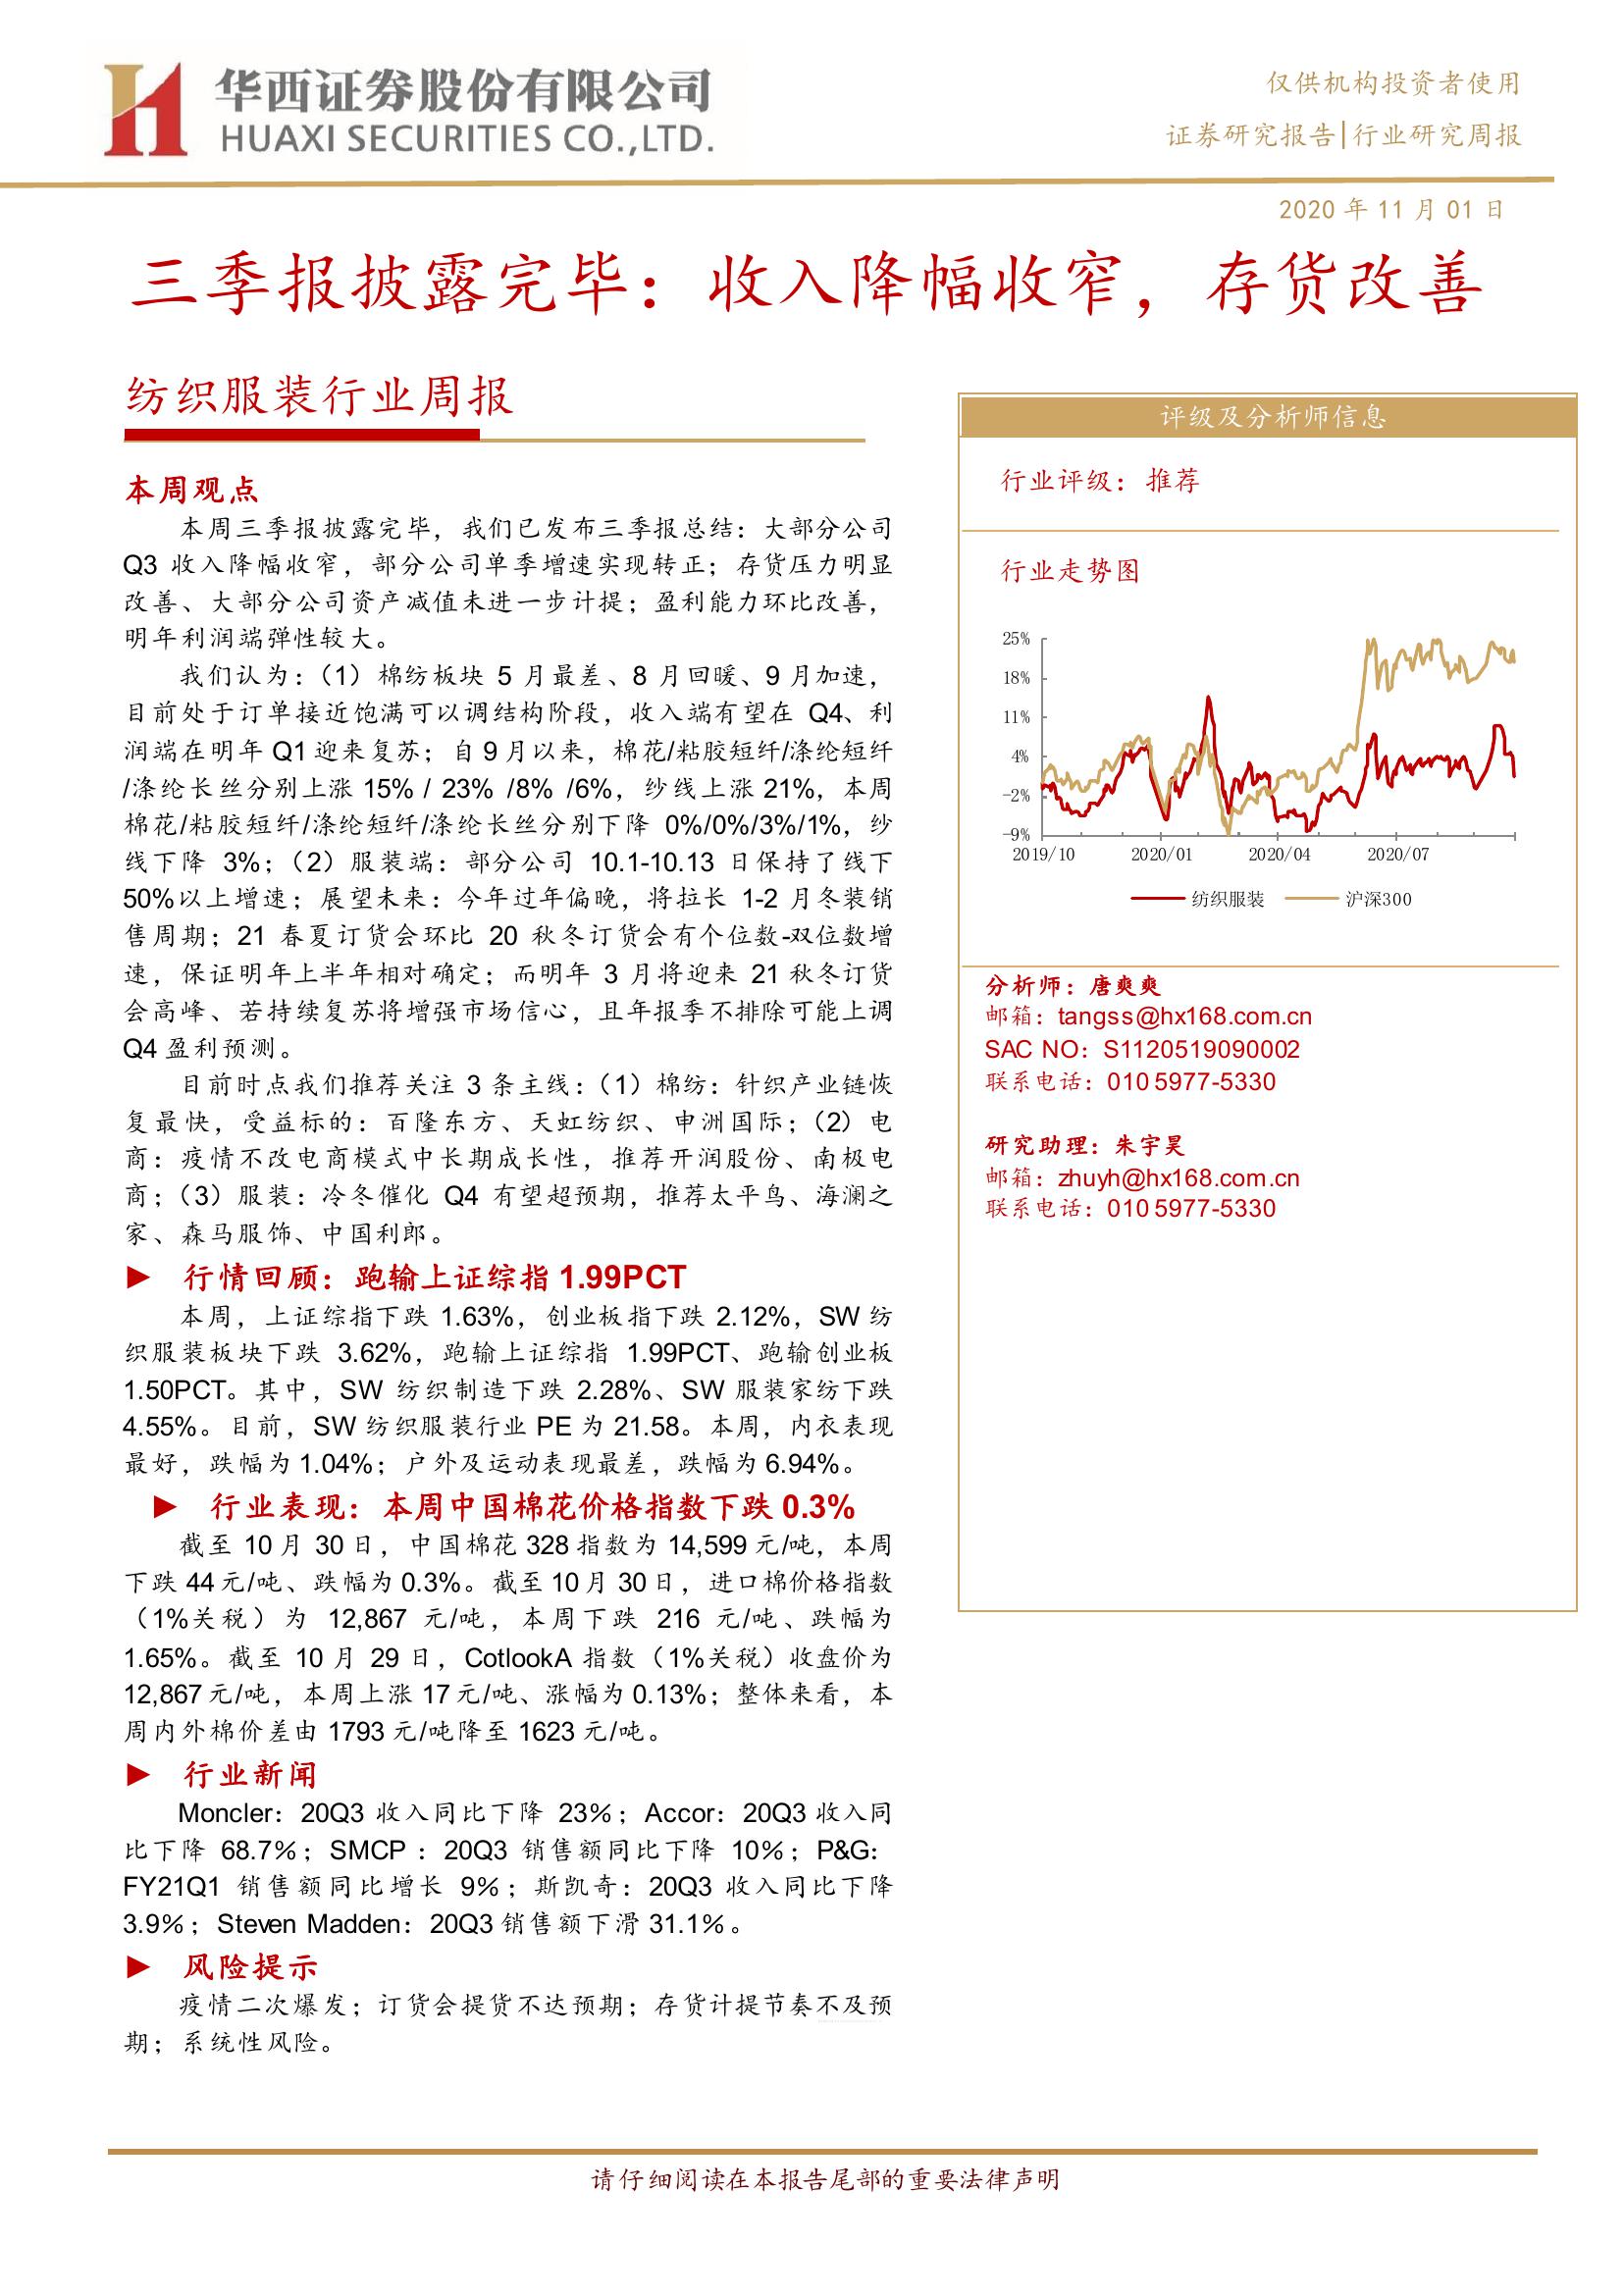 华西证券股份有限公司
HUAXI SECURITIES CO.,LTD.
仅供机构投资者使用
证券研究报告|行业研究周报
2020 年 11 月 01 日
三季报披露完毕：收入降幅收窄，存货改善
纺织服装行业周报
本周观点
本周三季报披露完毕，我们已发布三季报总结：大部分公司
Q3 收入降幅收窄，部分公司单季增速实现转正；存货压力明显
改善、大部分公司资产减值未进一步计提；盈利能力环比改善，
明年利润端弹性较大。
我们认为：（1）棉纺板块 5 月最差、8 月回暖、9 月加速，
目前处于订单接近饱满可以调结构阶段，收入端有望在 Q4、利
润端在明年 Q1 迎来复苏；自 9 月以来，棉花/粘胶短纤/涤纶短纤
/涤纶长丝分别上涨 15% / 23% /8% /6%，纱线上涨 21%，本周
棉花/粘胶短纤/涤纶短纤/涤纶长丝分别下降 0%/0%/3%/1%，纱
线下降 3%；（2）服装端：部分公司 10.1-10.13 日保持了线下
50%以上增速；展望未来：今年过年偏晚，将拉长 1-2 月冬装销
售周期；21 春夏订货会环比 20 秋冬订货会有个位数-双位数增
速，保证明年上半年相对确定；而明年 3 月将迎来 21 秋冬订货
会高峰、若持续复苏将增强市场信心，且年报季不排除可能上调
Q4 盈利预测。
目前时点我们推荐关注 3 条主线：（1）棉纺：针织产业链恢
复最快，受益标的：百隆东方、天虹纺织、申洲国际；（2）电
商：疫情不改电商模式中长期成长性，推荐开润股份、南极电
商；（3）服装：冷冬催化 Q4 有望超预期，推荐太平鸟、海澜之
家、森马服饰、中国利郎。
► 行情回顾：跑输上证综指 1.99PCT
本周，上证综指下跌 1.63%，创业板指下跌 2.12%，SW 纺
织服装板块下跌 3.62%，跑输上证综指 1.99PCT、跑输创业板
1.50PCT。其中，SW 纺织制造下跌 2.28%、SW 服装家纺下跌
4.55%。目前，SW 纺织服装行业 PE 为 21.58。本周，内衣表现
最好，跌幅为 1.04%；户外及运动表现最差，跌幅为 6.94%。
► 行业表现：本周中国棉花价格指数下跌 0.3%
截至 10 月 30 日，中国棉花 328 指数为 14,599 元/吨，本周
下跌 44 元/吨、跌幅为 0.3%。截至 10 月 30 日，进口棉价格指数
（1%关税）为 12,867 元/吨，本周下跌 216 元/吨、跌幅为
1.65%。截至 10 月 29 日，CotlookA 指数（1%关税）收盘价为
12,867 元/吨，本周上涨 17 元/吨、涨幅为 0.13%；整体来看，本
周内外棉价差由 1793 元/吨降至 1623 元/吨。
► 行业新闻
Moncler：20Q3 收入同比下降 23%；Accor：20Q3 收入同
比下降 68.7%；SMCP：20Q3 销售额同比下降 10%；P&G：
FY21Q1 销售额同比增长 9%；斯凯奇：20Q3 收入同比下降
3.9%；Steven Madden：20Q3 销售额下滑 31.1%。
► 风险提示
疫情二次爆发；订货会提货不达预期；存货计提节奏不及预
期；系统性风险。
评级及分析师信息
行业评级：推荐
行业走势图
25%
18%
11%
4%
-2%
-9%
2019/10 2020/01 2020/04 2020/07
纺织服装 沪深300
分析师：唐爽爽
邮箱：tangss@hx168.com.cn
SAC NO：S1120519090002
联系电话：010 5977-5330
研究助理：朱宇昊
邮箱：zhuyh@hx168.com.cn
联系电话：010 5977-5330
请仔细阅读在本报告尾部的重要法律声明